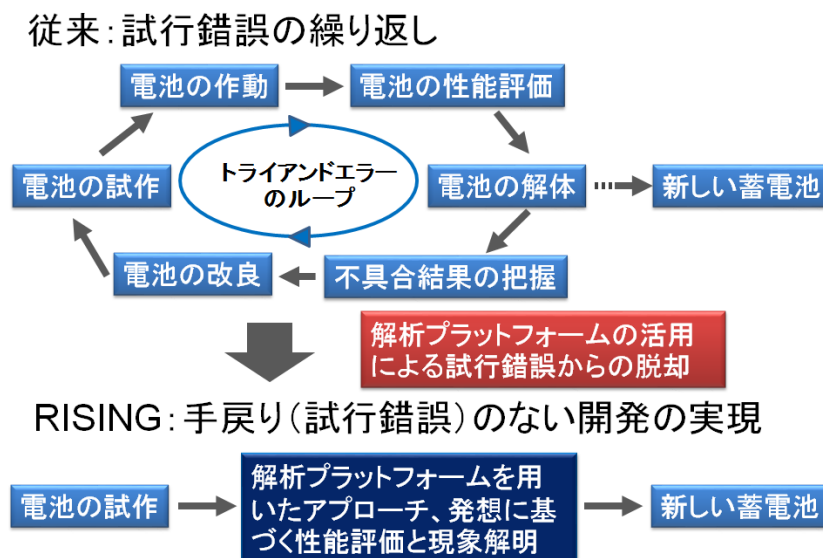 従来：試行錯誤の繰り返し
電池の作動
電池の性能評価
トライアンドエラー
のループ
電池の試作
電池の解体
新しい蓄電池
電池の改良
不具合結果の把握
解析プラットフォームの活用
による試行錯誤からの脱却
RISING：手戻り（試行錯誤）のない開発の実現
電池の試作
解析プラットフォームを用
いたアプローチ、発想に基
づく性能評価と現象解明
新しい蓄電池